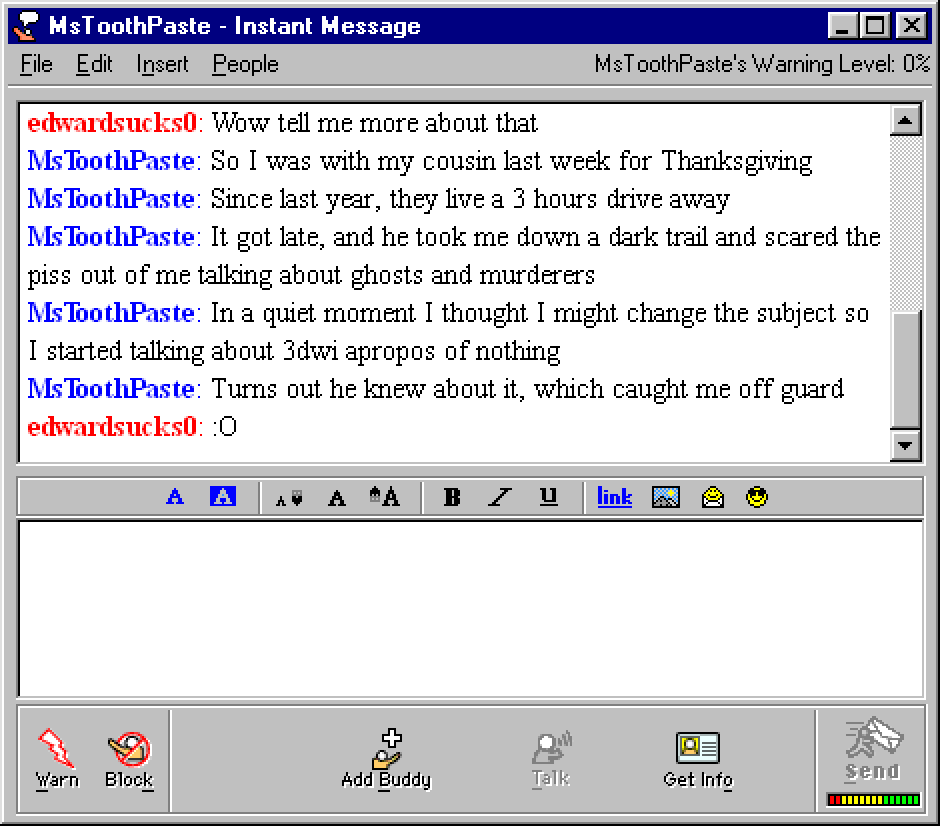 MsToothPaste - Instant Message
File Edit Insert People MsToothPaste's Warning Level: 0%
edwardsucks0: Wow tell me more about that
MsToothPaste: So I was with my cousin last week for Thanksgiving
MsToothPaste: Since last year, they live a 3 hours drive away
MsToothPaste: It got late, and he took me down a dark trail and scared the
piss out of me talking about ghosts and murderers
MsToothPaste: In a quiet moment I thought I might change the subject so
I started talking about 3dwi apropos of nothing
MsToothPaste: Turns out he knew about it, which caught me off guard
edwardsucks0: :O
A A A A A B I U link
Warn Block Add Buddy Talk Get Info Send